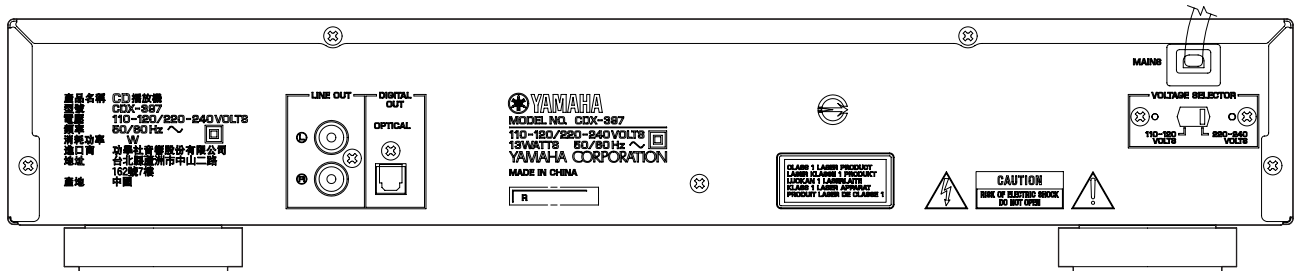 產品名稱 CD播放機
型號 CDX-397
電壓 110-120/220-240VOLTS
頻率 50/60Hz ～
消耗功率 W
進口商 功學社音響股份有限公司
地址 台北縣蘆洲市中山二路
162號7樓
產地 中國
LINE OUT
L
R
DIGITAL
OUT
OPTICAL
YAMAHA
MODEL NO. CDX-397
110-120/220-240VOLTS
13WATTS 50/60Hz ～
YAMAHA CORPORATION
MADE IN CHINA
R
CLASS 1 LASER PRODUCT
LASER KLASSE 1 PRODUKT
LUOKAN 1 LASERLAITE
KLASS 1 LASER APPARAT
PRODUIT LASER DE CLASSE 1
CAUTION
RISK OF ELECTRIC SHOCK
DO NOT OPEN
MAINS
VOLTAGE SELECTOR
110-120
VOLTS
220-240
VOLTS